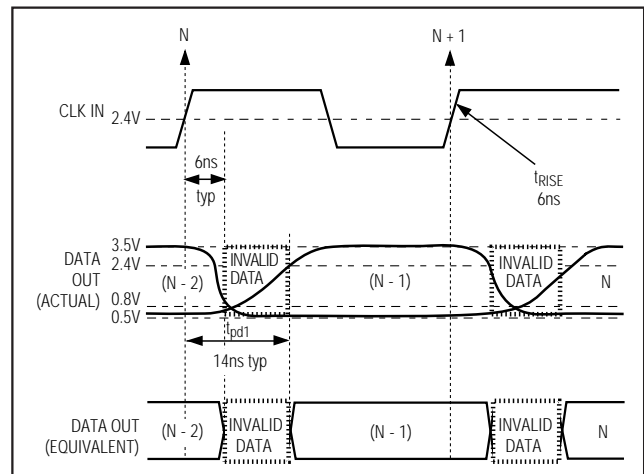 N
N + 1
CLK IN
2.4V
6ns
typ
tRISE
6ns
DATA
OUT
(ACTUAL)
3.5V
2.4V
0.8V
0.5V
(N - 2)
INVALID
DATA
(N - 1)
INVALID
DATA
N
tpd1
14ns typ
DATA OUT
(EQUIVALENT)
(N - 2)
INVALID
DATA
(N - 1)
INVALID
DATA
N